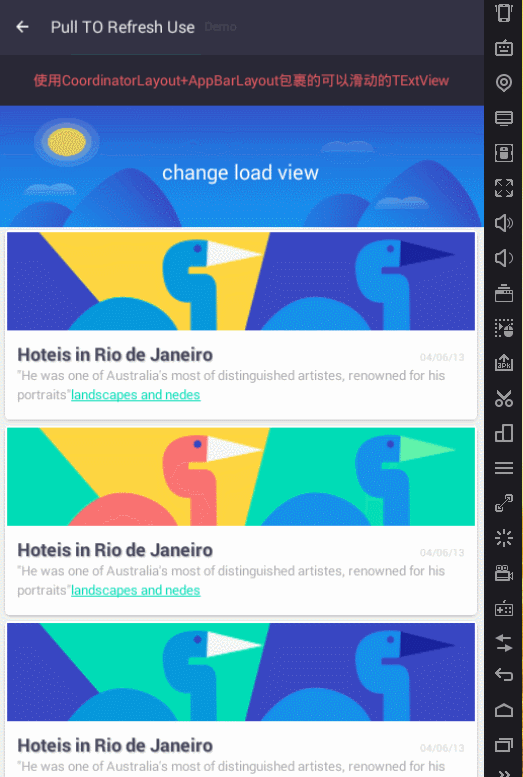 Pull TO Refresh Use Demo
使用CoordinatorLayout+AppBarLayout包裹的可以滑动的TExtView
change load view
Hoteis in Rio de Janeiro 04/06/13
"He was one of Australia's most of distinguished artistes, renowned for his
portraits"landscapes and nedes
Hoteis in Rio de Janeiro 04/06/13
"He was one of Australia's most of distinguished artistes, renowned for his
portraits"landscapes and nedes
Hoteis in Rio de Janeiro 04/06/13
"He was one of Australia's most of distinguished artistes, renowned for his